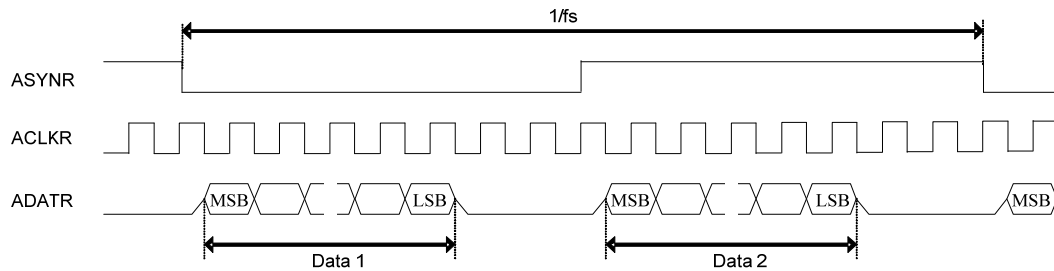 1/fs
ASYNR
ACLKR
ADATR MSB LSB MSB LSB MSB
Data 1 Data 2